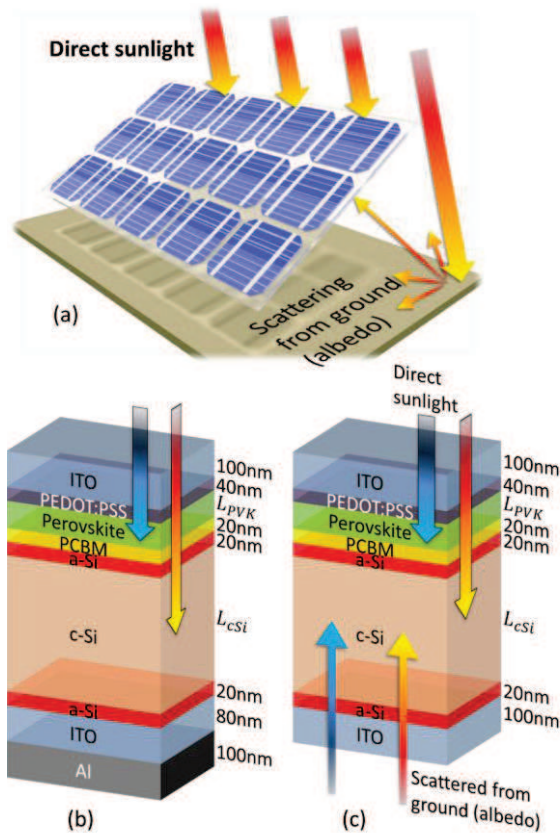 Direct sunlight
Scattering
from ground
(albedo)
(a)
ITO
PEDOT:PSS
Perovskite
PCBM
a-Si
c-Si
a-Si
ITO
Al
100nm
40nm
L_PVK
20nm
20nm
L_cSi
20nm
80nm
100nm
(b)
Direct
sunlight
ITO
PEDOT:PSS
Perovskite
PCBM
a-Si
c-Si
a-Si
ITO
100nm
40nm
L_PVK
20nm
20nm
L_cSi
20nm
100nm
Scattered from
ground (albedo)
(c)